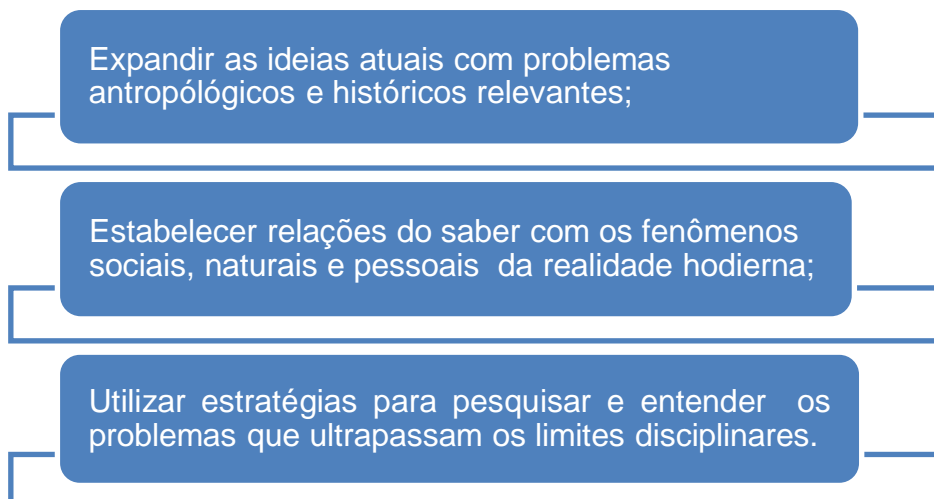 Expandir as ideias atuais com problemas
antropólógicos e históricos relevantes;
Estabelecer relações do saber com os fenômenos
sociais, naturais e pessoais da realidade hodierna;
Utilizar estratégias para pesquisar e entender os
problemas que ultrapassam os limites disciplinares.